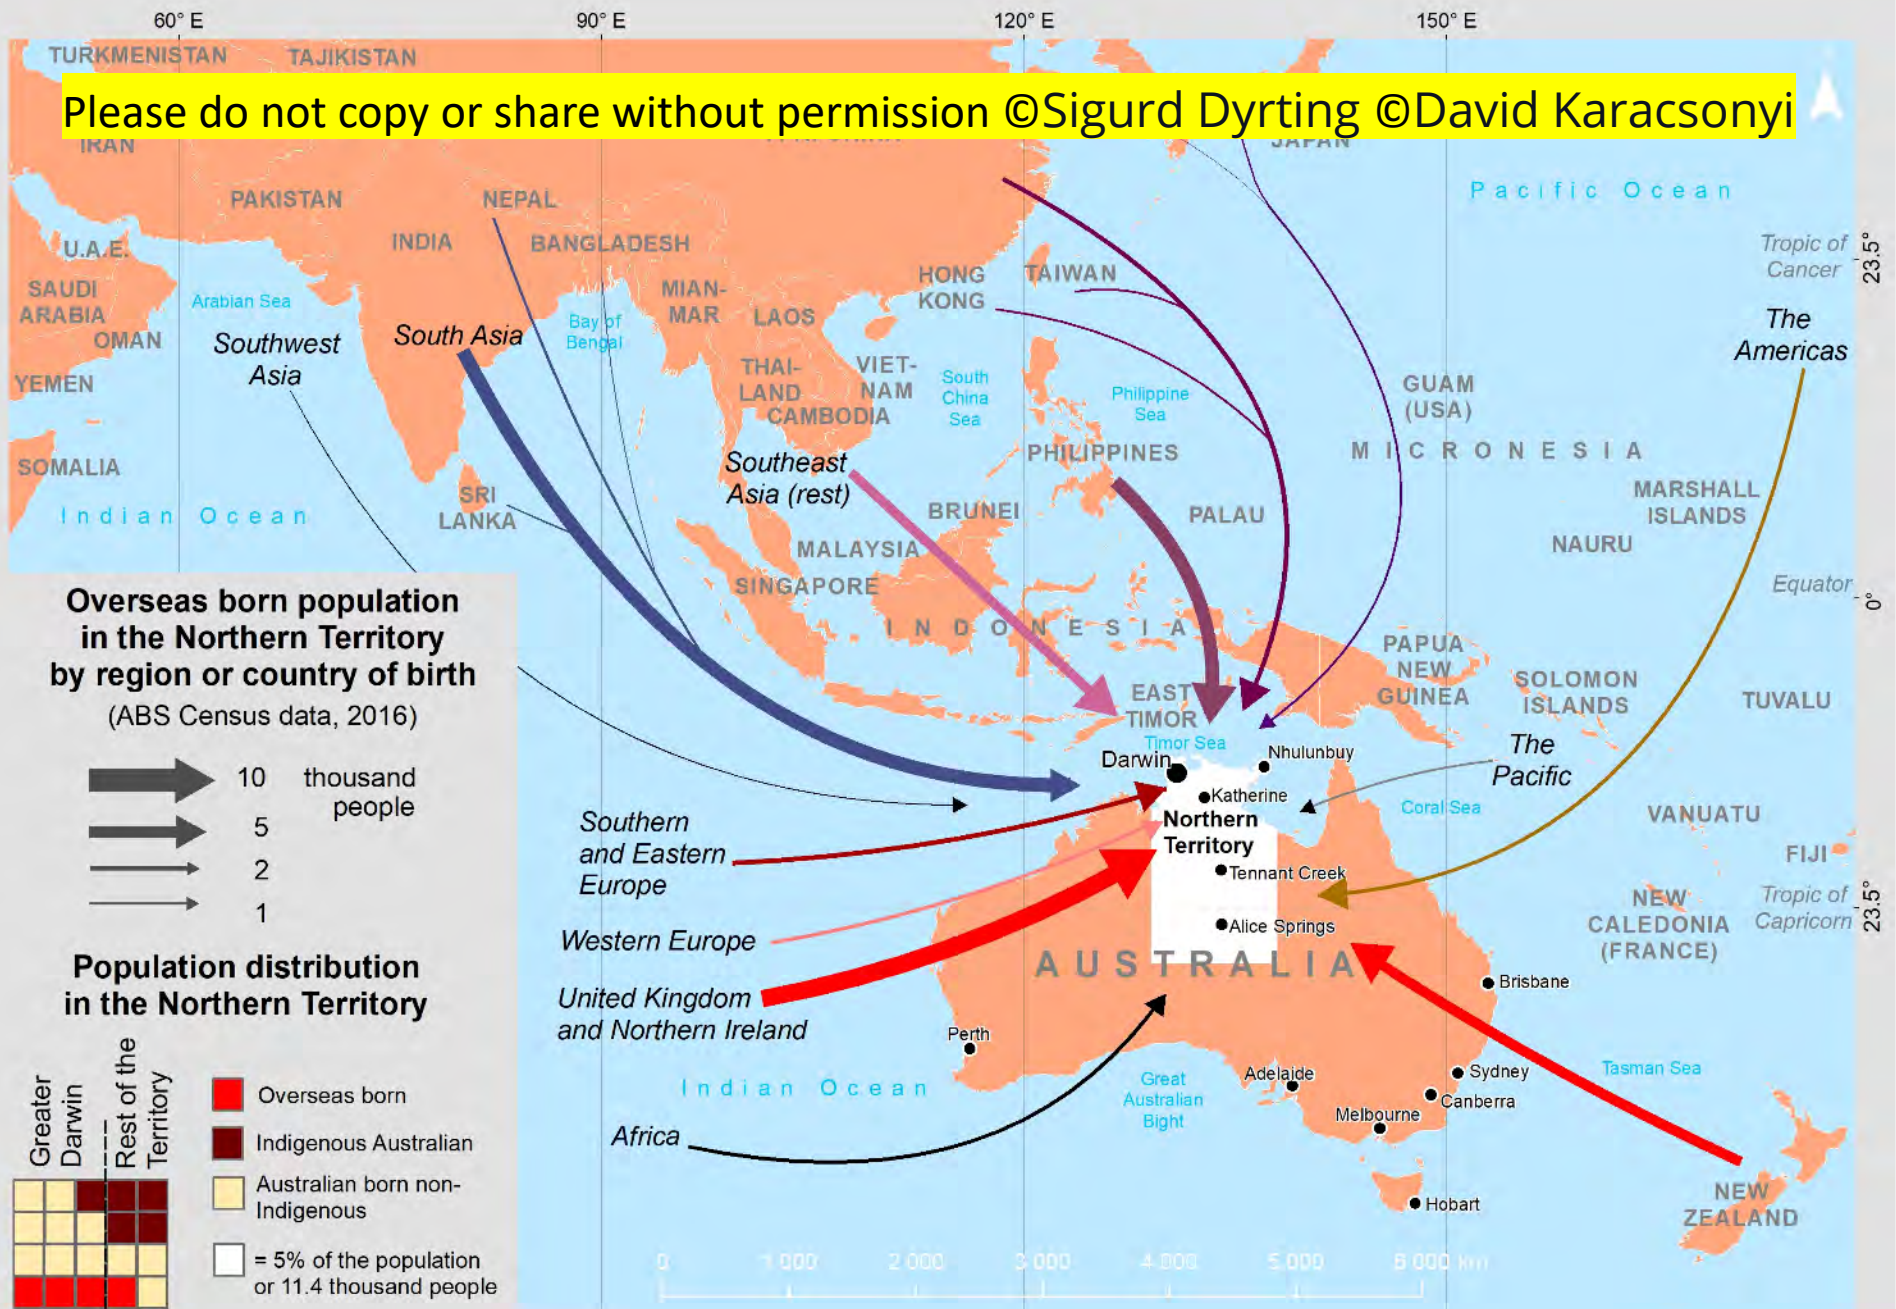 60° E
90° E
120° E
150° E
TURKMENISTAN
TAJIKISTAN
Please do not copy or share without permission ©Sigurd Dyrting ©David Karacsonyi
IRAN
JAPAN
PAKISTAN
NEPAL
Pacific Ocean
INDIA
BANGLADESH
U.A.E.
Tropic of
Cancer
23.5°
SAUDI
ARABIA
OMAN
Arabian Sea
MIAN-
MAR
LAOS
HONG
KONG
TAIWAN
Bay of
Bengal
Southwest
Asia
South Asia
The
Americas
YEMEN
THAI-
LAND
VIET-
NAM
CAMBODIA
South
China
Sea
Philippine
Sea
GUAM
(USA)
SOMALIA
Southeast
Asia (rest)
PHILIPPINES
MICRONESIA
SRI
LANKA
Indian Ocean
BRUNEI
PALAU
MARSHALL
ISLANDS
MALAYSIA
NAURU
SINGAPORE
Equator
0°
INDONESIA
PAPUA
NEW
GUINEA
SOLOMON
ISLANDS
TUVALU
EAST
TIMOR
Timor Sea
Overseas born population
in the Northern Territory
by region or country of birth
(ABS Census data, 2016)
10 thousand
people
5
2
1
Darwin
Nhulunbuy
Katherine
The
Pacific
Coral Sea
Northern
Territory
VANUATU
FIJI
Southern
and Eastern
Europe
Tennant Creek
Alice Springs
NEW
CALEDONIA
(FRANCE)
Tropic of
Capricorn
23.5°
Western Europe
AUSTRALIA
Brisbane
United Kingdom
and Northern Ireland
Perth
Indian Ocean
Great
Australian
Bight
Adelaide
Sydney
Canberra
Melbourne
Tasman Sea
Africa
Hobart
NEW
ZEALAND
Population distribution
in the Northern Territory
Greater
Darwin
Rest of the
Territory
Overseas born
Indigenous Australian
Australian born non-
Indigenous
= 5% of the population
or 11.4 thousand people
0 1 000 2 000 3 000 4 000 5 000 6 000 km